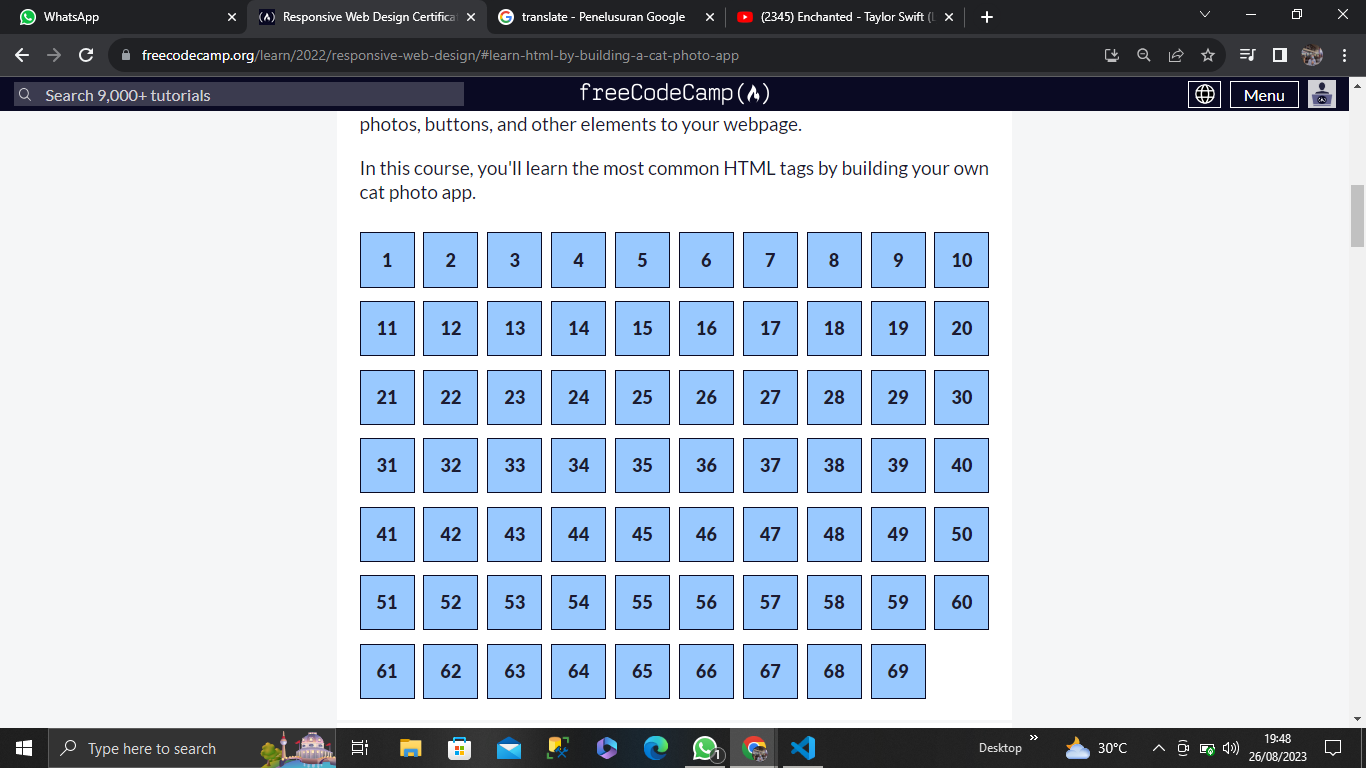 WhatsApp
Responsive Web Design Certifica
translate - Penelusuran Google
(2345) Enchanted - Taylor Swift (
freecodecamp.org/learn/2022/responsive-web-design/#learn-html-by-building-a-cat-photo-app
Search 9,000+ tutorials
freeCodeCamp
Menu
photos, buttons, and other elements to your webpage.
In this course, you'll learn the most common HTML tags by building your own
cat photo app.
1 2 3 4 5 6 7 8 9 10
11 12 13 14 15 16 17 18 19 20
21 22 23 24 25 26 27 28 29 30
31 32 33 34 35 36 37 38 39 40
41 42 43 44 45 46 47 48 49 50
51 52 53 54 55 56 57 58 59 60
61 62 63 64 65 66 67 68 69
Type here to search
1
Desktop
30°C
19:48
26/08/2023